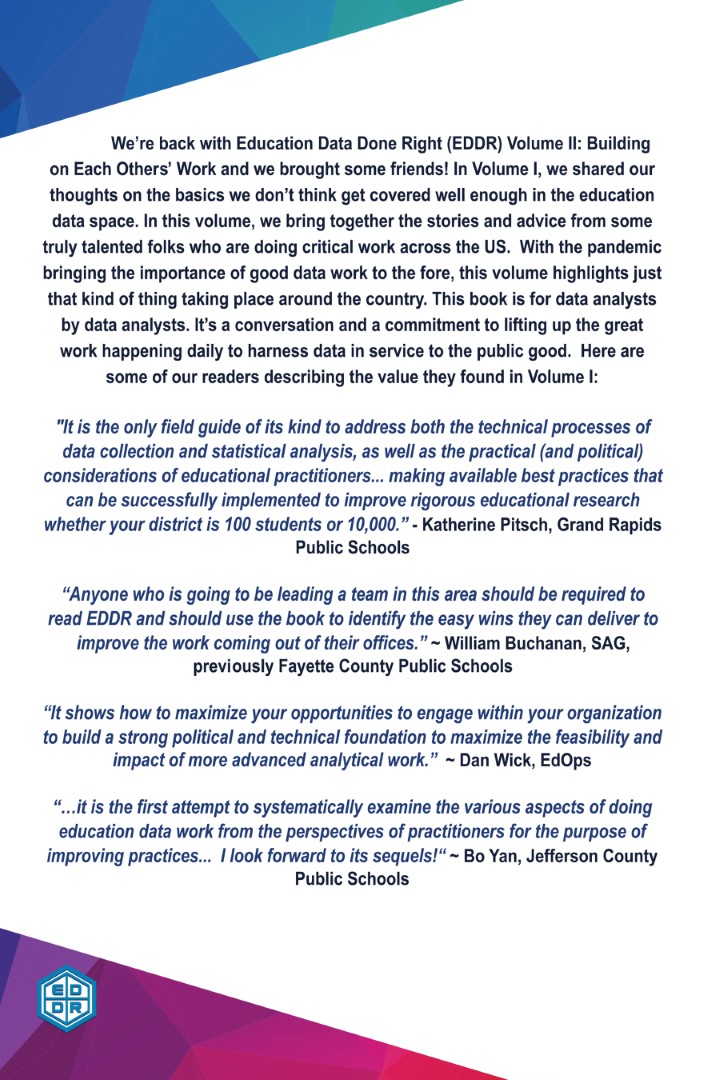 We’re back with Education Data Done Right (EDDR) Volume II: Building
on Each Others’ Work and we brought some friends! In Volume I, we shared our
thoughts on the basics we don’t think get covered well enough in the education
data space. In this volume, we bring together the stories and advice from some
truly talented folks who are doing critical work across the US.  With the pandemic
bringing the importance of good data work to the fore, this volume highlights just
that kind of thing taking place around the country. This book is for data analysts
by data analysts. It’s a conversation and a commitment to lifting up the great
work happening daily to harness data in service to the public good.  Here are
some of our readers describing the value they found in Volume I:
"It is the only field guide of its kind to address both the technical processes of
data collection and statistical analysis, as well as the practical (and political)
considerations of educational practitioners... making available best practices that
can be successfully implemented to improve rigorous educational research
whether your district is 100 students or 10,000.” - Katherine Pitsch, Grand Rapids
Public Schools
“Anyone who is going to be leading a team in this area should be required to
read EDDR and should use the book to identify the easy wins they can deliver to
improve the work coming out of their offices.” ~ William Buchanan, SAG,
previously Fayette County Public Schools
“It shows how to maximize your opportunities to engage within your organization
to build a strong political and technical foundation to maximize the feasibility and
impact of more advanced analytical work.”  ~ Dan Wick, EdOps
“…it is the first attempt to systematically examine the various aspects of doing
education data work from the perspectives of practitioners for the purpose of
improving practices...  I look forward to its sequels!“ ~ Bo Yan, Jefferson County
Public Schools
ED
DR